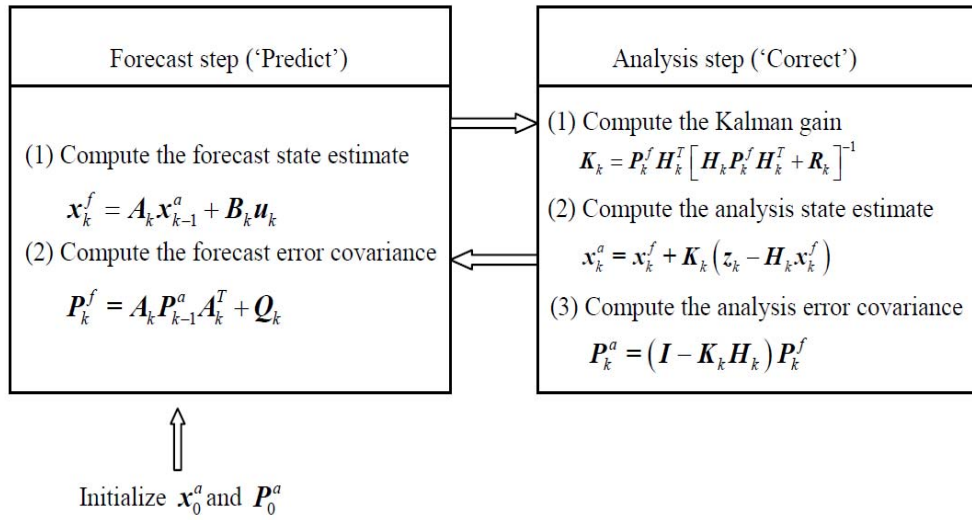 Forecast step (‘Predict’)
(1) Compute the forecast state estimate
x_k^f = A_k x_{k−1}^a + B_k u_k
(2) Compute the forecast error covariance
P_k^f = A_k P_{k−1}^a A_k^T + Q_k
Analysis step (‘Correct’)
(1) Compute the Kalman gain
K_k = P_k^f H_k^T [H_k P_k^f H_k^T + R_k]^{−1}
(2) Compute the analysis state estimate
x_k^a = x_k^f + K_k (z_k − H_k x_k^f)
(3) Compute the analysis error covariance
P_k^a = (I − K_k H_k) P_k^f
Initialize x_0^a and P_0^a